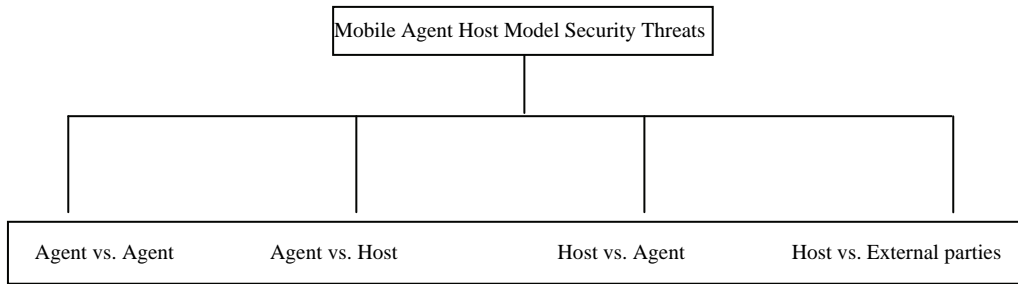 Mobile Agent Host Model Security Threats
Agent vs. Agent Agent vs. Host Host vs. Agent Host vs. External parties